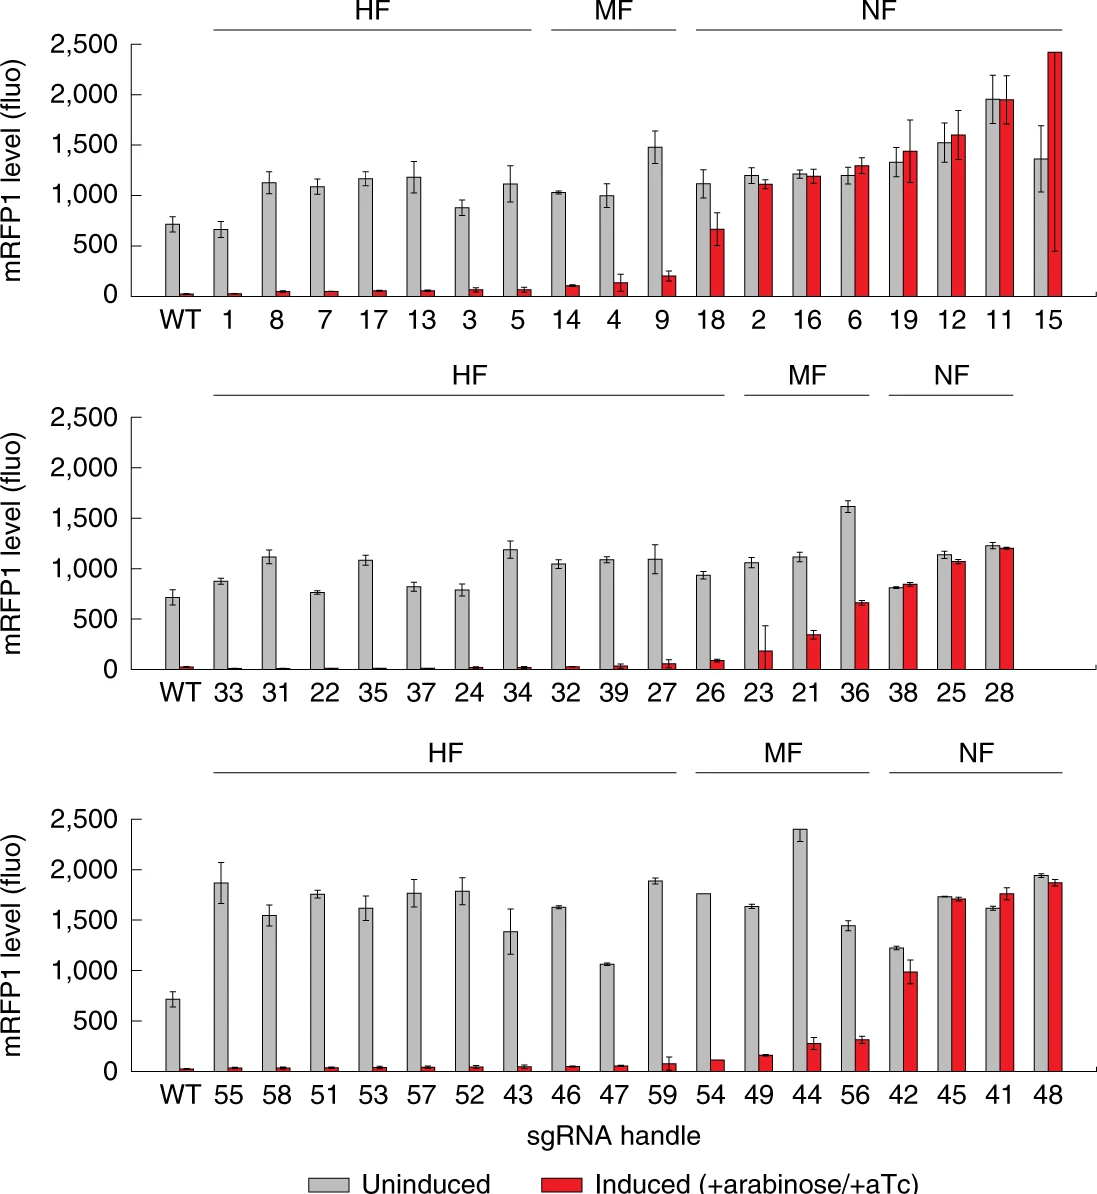 HF MF NF
2,500
2,000
1,500
1,000
500
0
mRFP1 level (fluo)
WT 1 8 7 17 13 3 5 14 4 9 18 2 16 6 19 12 11 15
HF MF NF
2,500
2,000
1,500
1,000
500
0
mRFP1 level (fluo)
WT 33 31 22 35 37 24 34 32 39 27 26 23 21 36 38 25 28
HF MF NF
2,500
2,000
1,500
1,000
500
0
mRFP1 level (fluo)
WT 55 58 51 53 57 52 43 46 47 59 54 49 44 56 42 45 41 48
sgRNA handle
Uninduced Induced (+arabinose/+aTc)